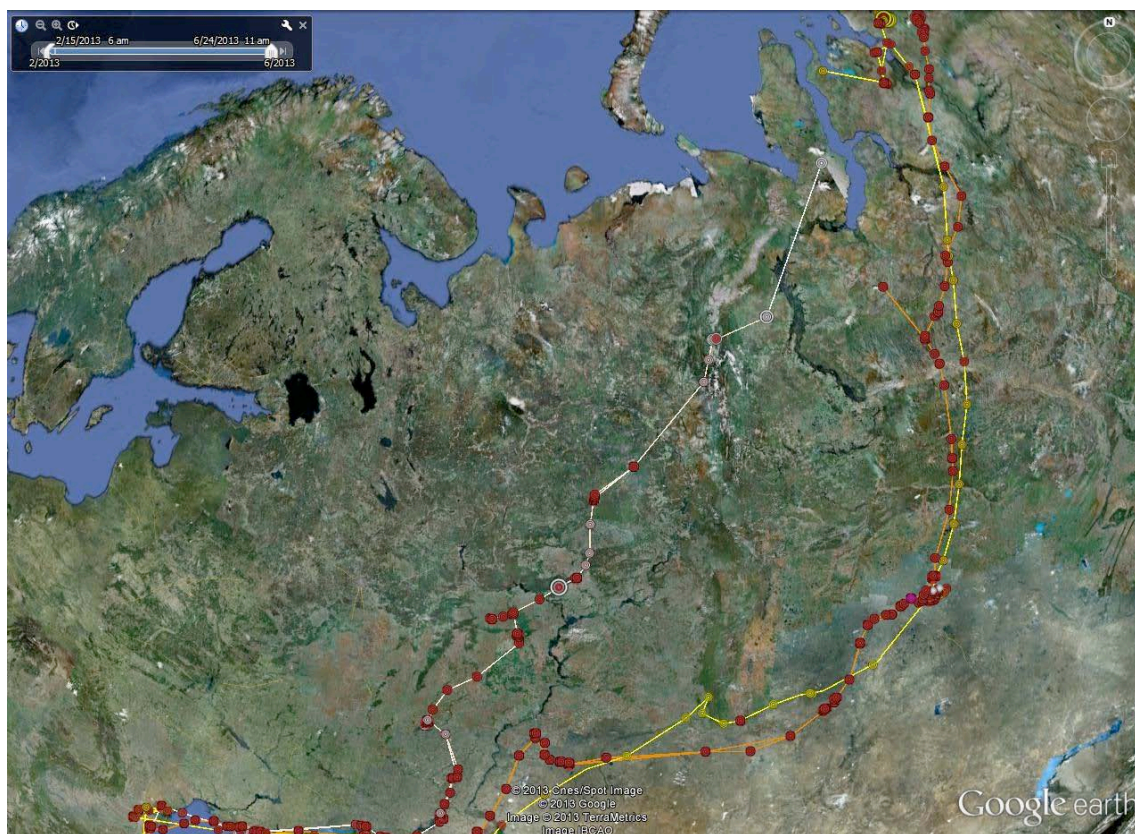 2/15/2013 6 am 6/24/2013 11 am
2/2013 6/2013
N
© 2013 Cnes/Spot Image
© 2013 Google
Image © 2013 TerraMetrics
Image IBCAO
Google earth